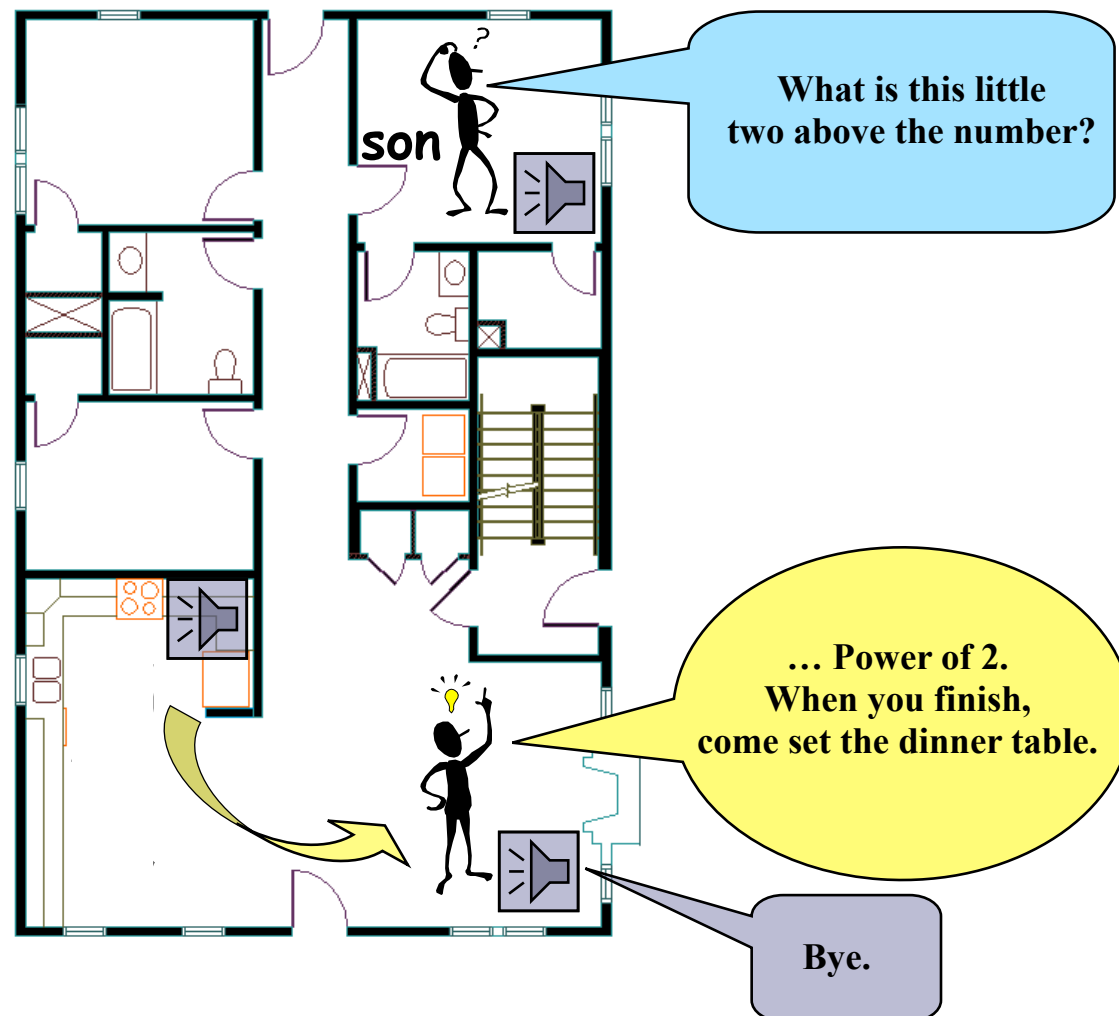 ?
What is this little
two above the number?
son
… Power of 2.
When you finish,
come set the dinner table.
Bye.